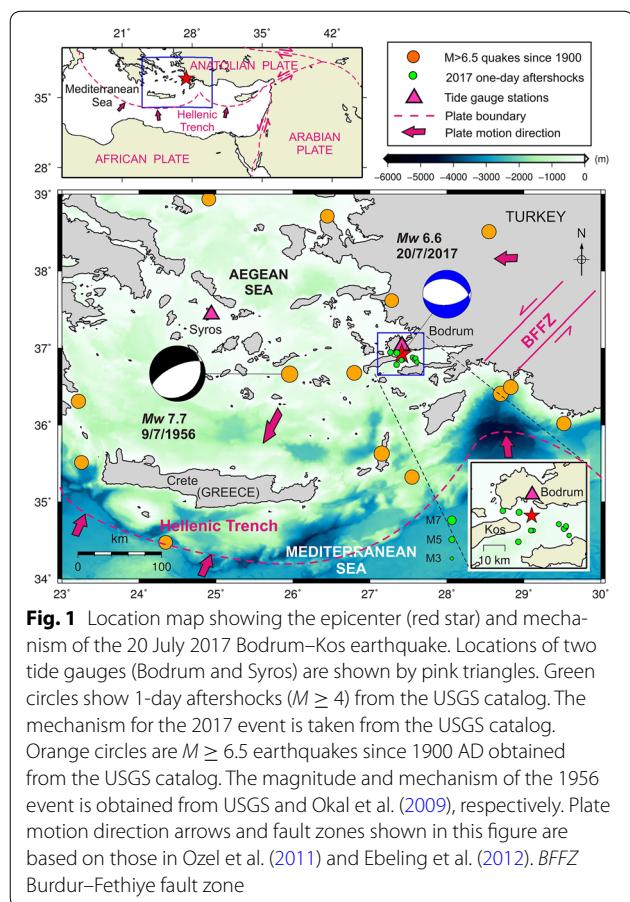 21° 28° 35° 42°
ANATOLIAN PLATE
Mediterranean
Sea
35°
Hellenic
Trench
ARABIAN
PLATE
AFRICAN PLATE
28°
M>6.5 quakes since 1900
2017 one-day aftershocks
Tide gauge stations
Plate boundary
Plate motion direction
(m)
−6000 −5000 −4000 −3000 −2000 −1000 0
39°
38°
37°
36°
35°
34°
TURKEY
N
Mw 6.6
20/7/2017
AEGEAN
SEA
Syros
Bodrum
BFFZ
Mw 7.7
9/7/1956
Crete
(GREECE)
Hellenic Trench
km
0 100
MEDITERRANEAN
SEA
M7
M5
M3
Bodrum
Kos
10 km
23° 24° 25° 26° 27° 28° 29° 30°
Fig. 1 Location map showing the epicenter (red star) and mecha-
nism of the 20 July 2017 Bodrum–Kos earthquake. Locations of two
tide gauges (Bodrum and Syros) are shown by pink triangles. Green
circles show 1-day aftershocks (M ≥ 4) from the USGS catalog. The
mechanism for the 2017 event is taken from the USGS catalog.
Orange circles are M ≥ 6.5 earthquakes since 1900 AD obtained
from the USGS catalog. The magnitude and mechanism of the 1956
event is obtained from USGS and Okal et al. (2009), respectively. Plate
motion direction arrows and fault zones shown in this figure are
based on those in Ozel et al. (2011) and Ebeling et al. (2012). BFFZ
Burdur–Fethiye fault zone